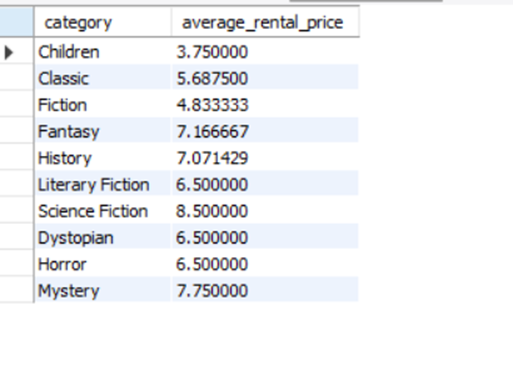 category average_rental_price
Children 3.750000
Classic 5.687500
Fiction 4.833333
Fantasy 7.166667
History 7.071429
Literary Fiction 6.500000
Science Fiction 8.500000
Dystopian 6.500000
Horror 6.500000
Mystery 7.750000